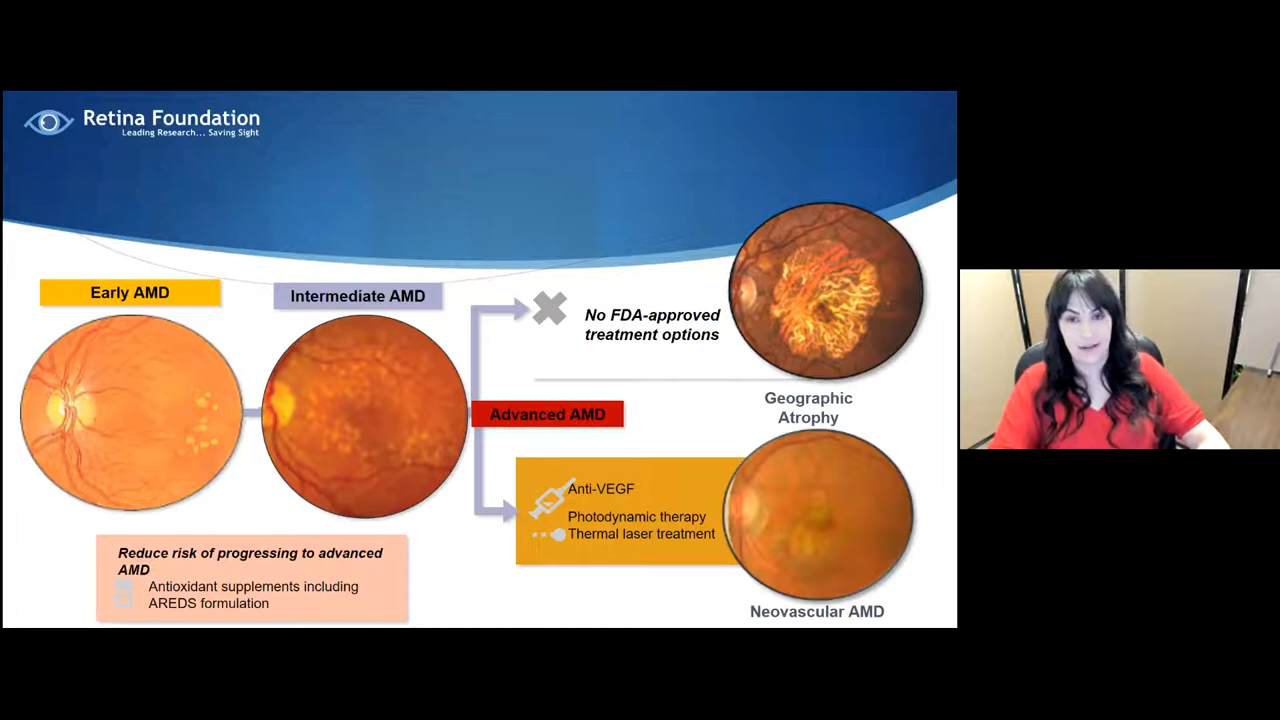 Retina Foundation
Leading Research... Saving Sight
Early AMD
Intermediate AMD
No FDA-approved
treatment options
Geographic
Atrophy
Advanced AMD
Anti-VEGF
Photodynamic therapy
Thermal laser treatment
Neovascular AMD
Reduce risk of progressing to advanced
AMD
Antioxidant supplements including
AREDS formulation